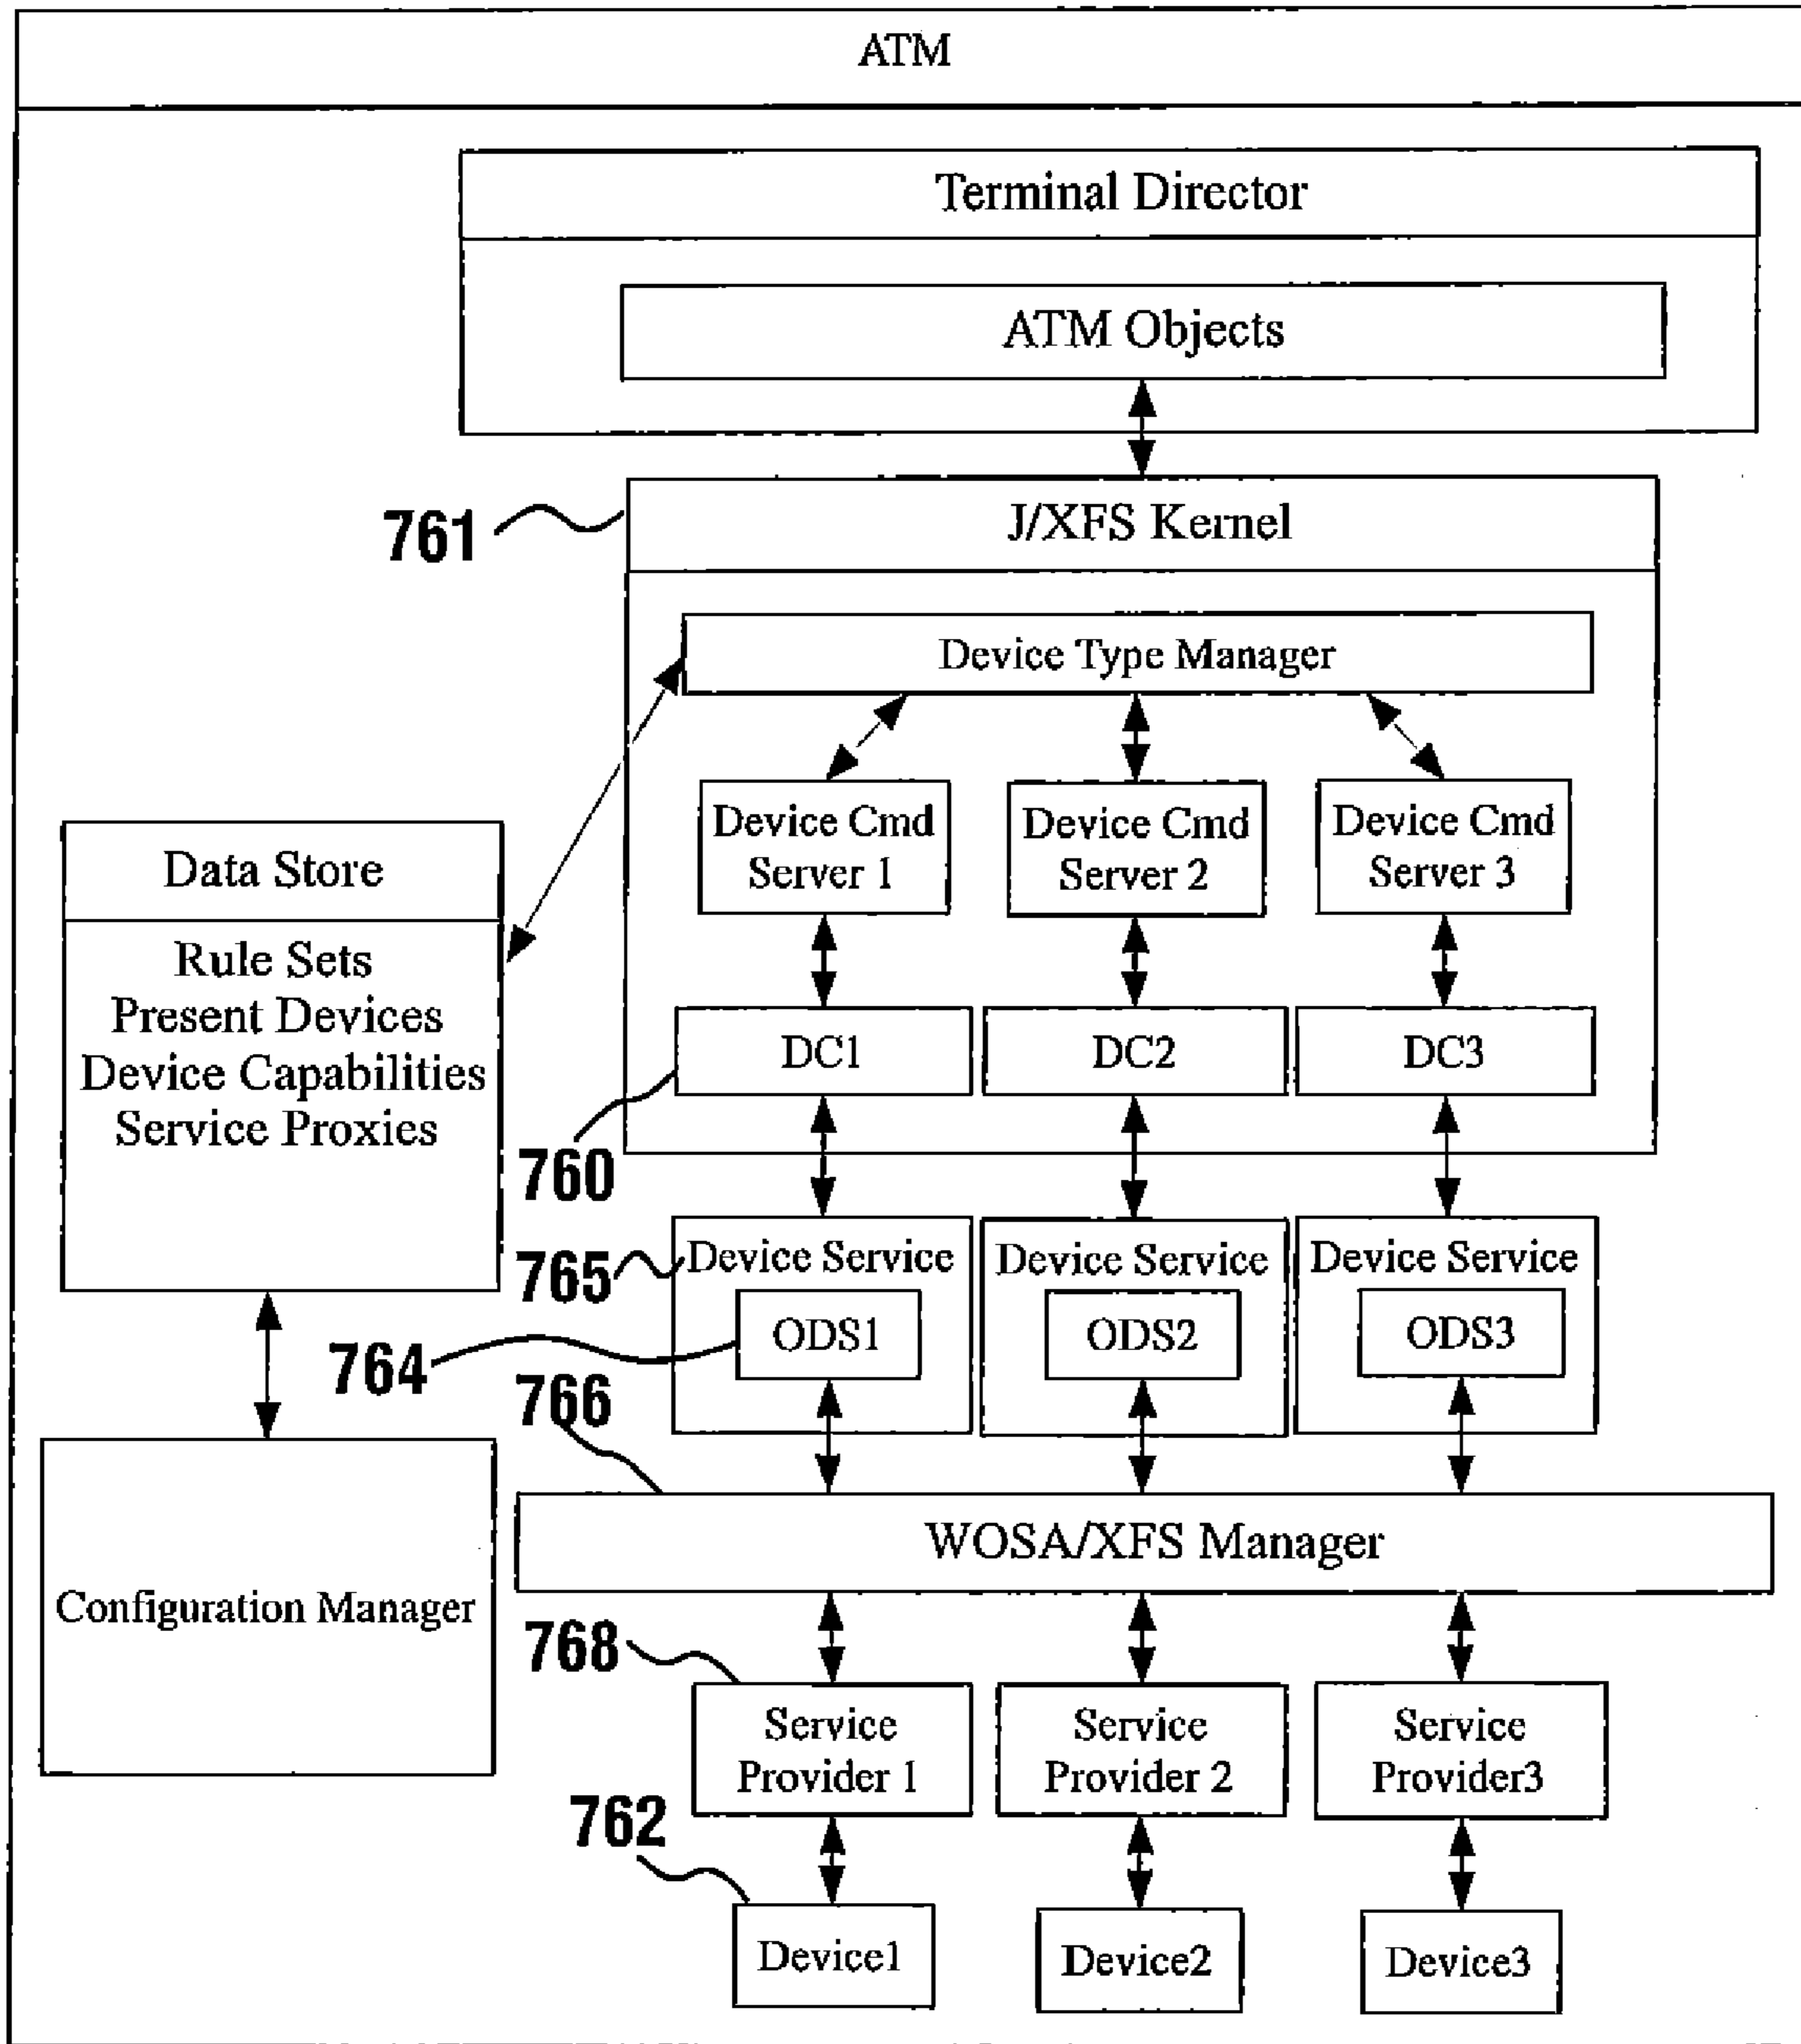 ATM
Terminal Director
ATM Objects
761
J/XFS Kernel
Device Type Manager
Device Cmd
Server 1
Device Cmd
Server 2
Device Cmd
Server 3
Data Store
Rule Sets
Present Devices
Device Capabilities
Service Proxies
DC1
DC2
DC3
760
765
Device Service
ODS1
Device Service
ODS2
Device Service
ODS3
764
766
WOSA/XFS Manager
Configuration Manager
768
Service
Provider 1
Service
Provider 2
Service
Provider3
762
Device1
Device2
Device3